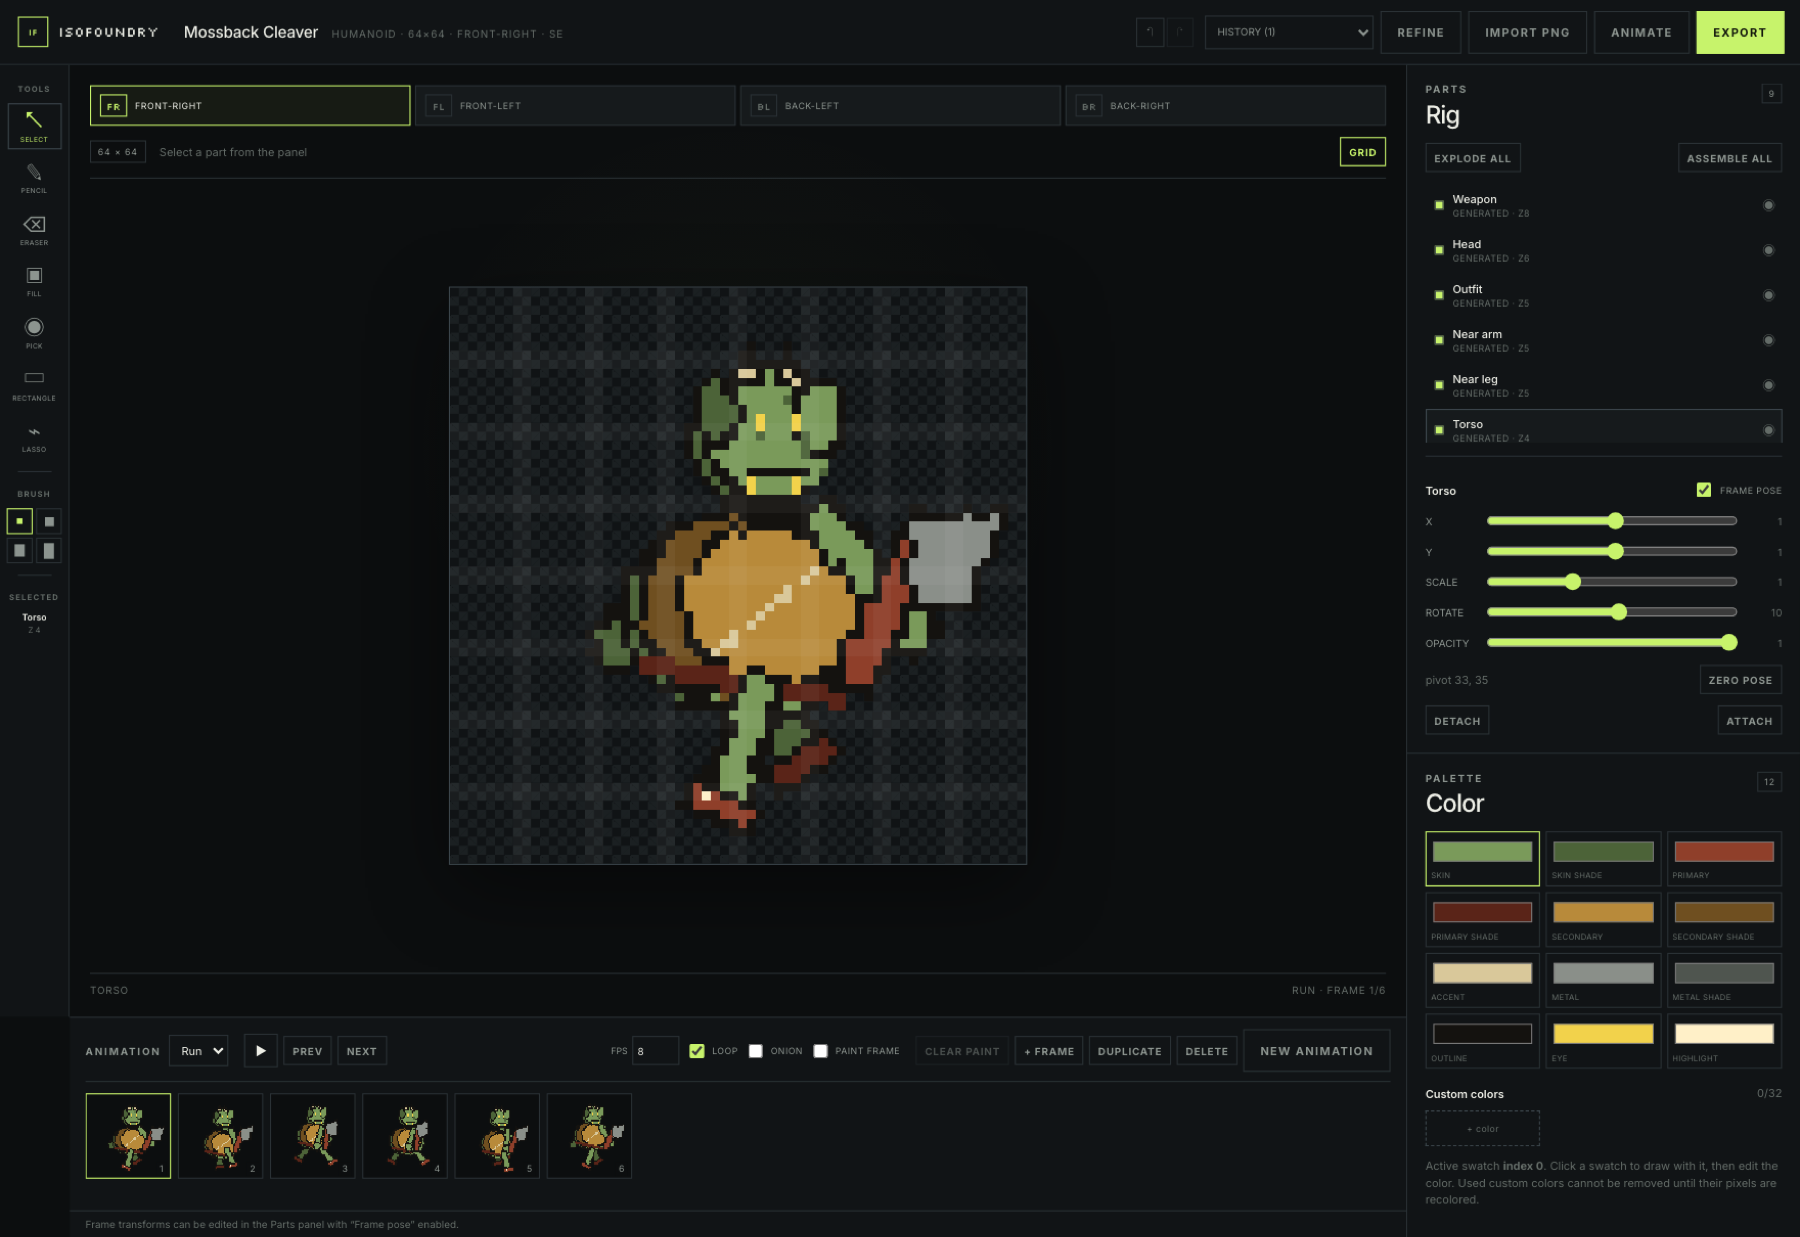 IF ISOFOUNDRY Mossback Cleaver HUMANOID · 64×64 · FRONT-RIGHT · SE HISTORY (1) REFINE IMPORT PNG ANIMATE EXPORT
TOOLS
SELECT
PENCIL
ERASER
FILL
PICK
RECTANGLE
LASSO
BRUSH
SELECTED
Torso
Z 4
FR FRONT-RIGHT FL FRONT-LEFT BL BACK-LEFT BR BACK-RIGHT
64 × 64 Select a part from the panel GRID
TORSO RUN · FRAME 1/6
PARTS 9
Rig
EXPLODE ALL ASSEMBLE ALL
Weapon
GENERATED · Z8
Head
GENERATED · Z6
Outfit
GENERATED · Z5
Near arm
GENERATED · Z5
Near leg
GENERATED · Z5
Torso
GENERATED · Z4
Torso FRAME POSE
X 1
Y 1
SCALE 1
ROTATE 10
OPACITY 1
pivot 33, 35 ZERO POSE
DETACH ATTACH
PALETTE 12
Color
SKIN SKIN SHADE PRIMARY
PRIMARY SHADE SECONDARY SECONDARY SHADE
ACCENT METAL METAL SHADE
OUTLINE EYE HIGHLIGHT
Custom colors 0/32
+ color
Active swatch index 0. Click a swatch to draw with it, then edit the
color. Used custom colors cannot be removed until their pixels are
recolored.
ANIMATION Run PREV NEXT FPS 8 LOOP ONION PAINT FRAME CLEAR PAINT + FRAME DUPLICATE DELETE NEW ANIMATION
1 2 3 4 5 6
Frame transforms can be edited in the Parts panel with “Frame pose” enabled.